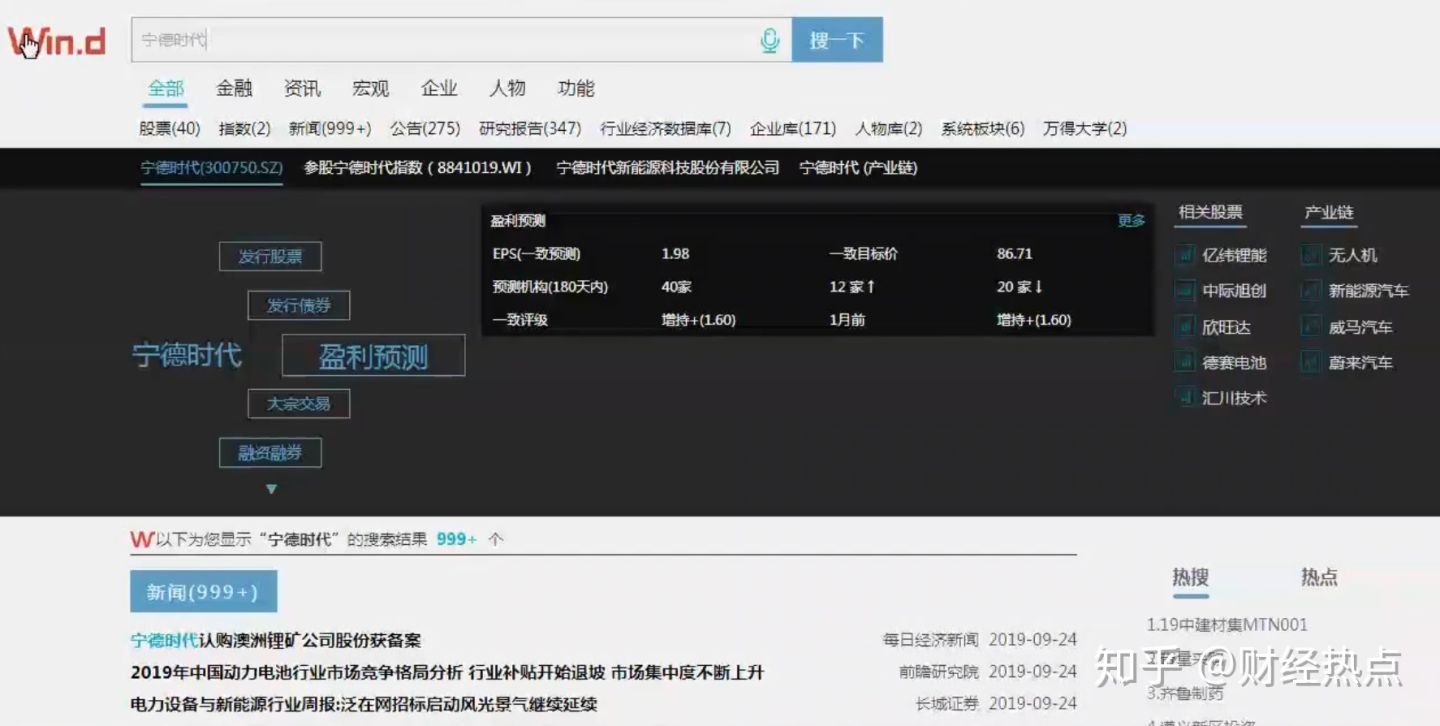 Win.d 宁德时代 搜一下
全部 金融 资讯 宏观 企业 人物 功能
股票(40) 指数(2) 新闻(999+) 公告(275) 研究报告(347) 行业经济数据库(7) 企业库(171) 人物库(2) 系统板块(6) 万得大学(2)
宁德时代(300750.SZ) 参股宁德时代指数 ( 8841019.WI ) 宁德时代新能源科技股份有限公司 宁德时代 (产业链)
宁德时代
发行股票
发行债券
盈利预测
大宗交易
融资融券
盈利预测 更多
EPS(一致预测) 1.98 一致目标价 86.71
预测机构(180天内) 40家 12 家↑ 20 家↓
一致评级 增持+(1.60) 1月前 增持+(1.60)
相关股票
亿纬锂能
中际旭创
欣旺达
德赛电池
汇川技术
产业链
无人机
新能源汽车
威马汽车
蔚来汽车
W以下为您显示“宁德时代”的搜索结果 999+ 个
新闻(999+)
宁德时代认购澳洲锂矿公司股份获备案 每日经济新闻 2019-09-24
2019年中国动力电池行业市场竞争格局分析 行业补贴开始退坡 市场集中度不断上升 前瞻研究院 2019-09-24
电力设备与新能源行业周报:泛在网招标启动风光景气继续延续 长城证券 2019-09-24
热搜 热点
1.19中建材集MTN001
3.齐鲁制药
知乎 @财经热点